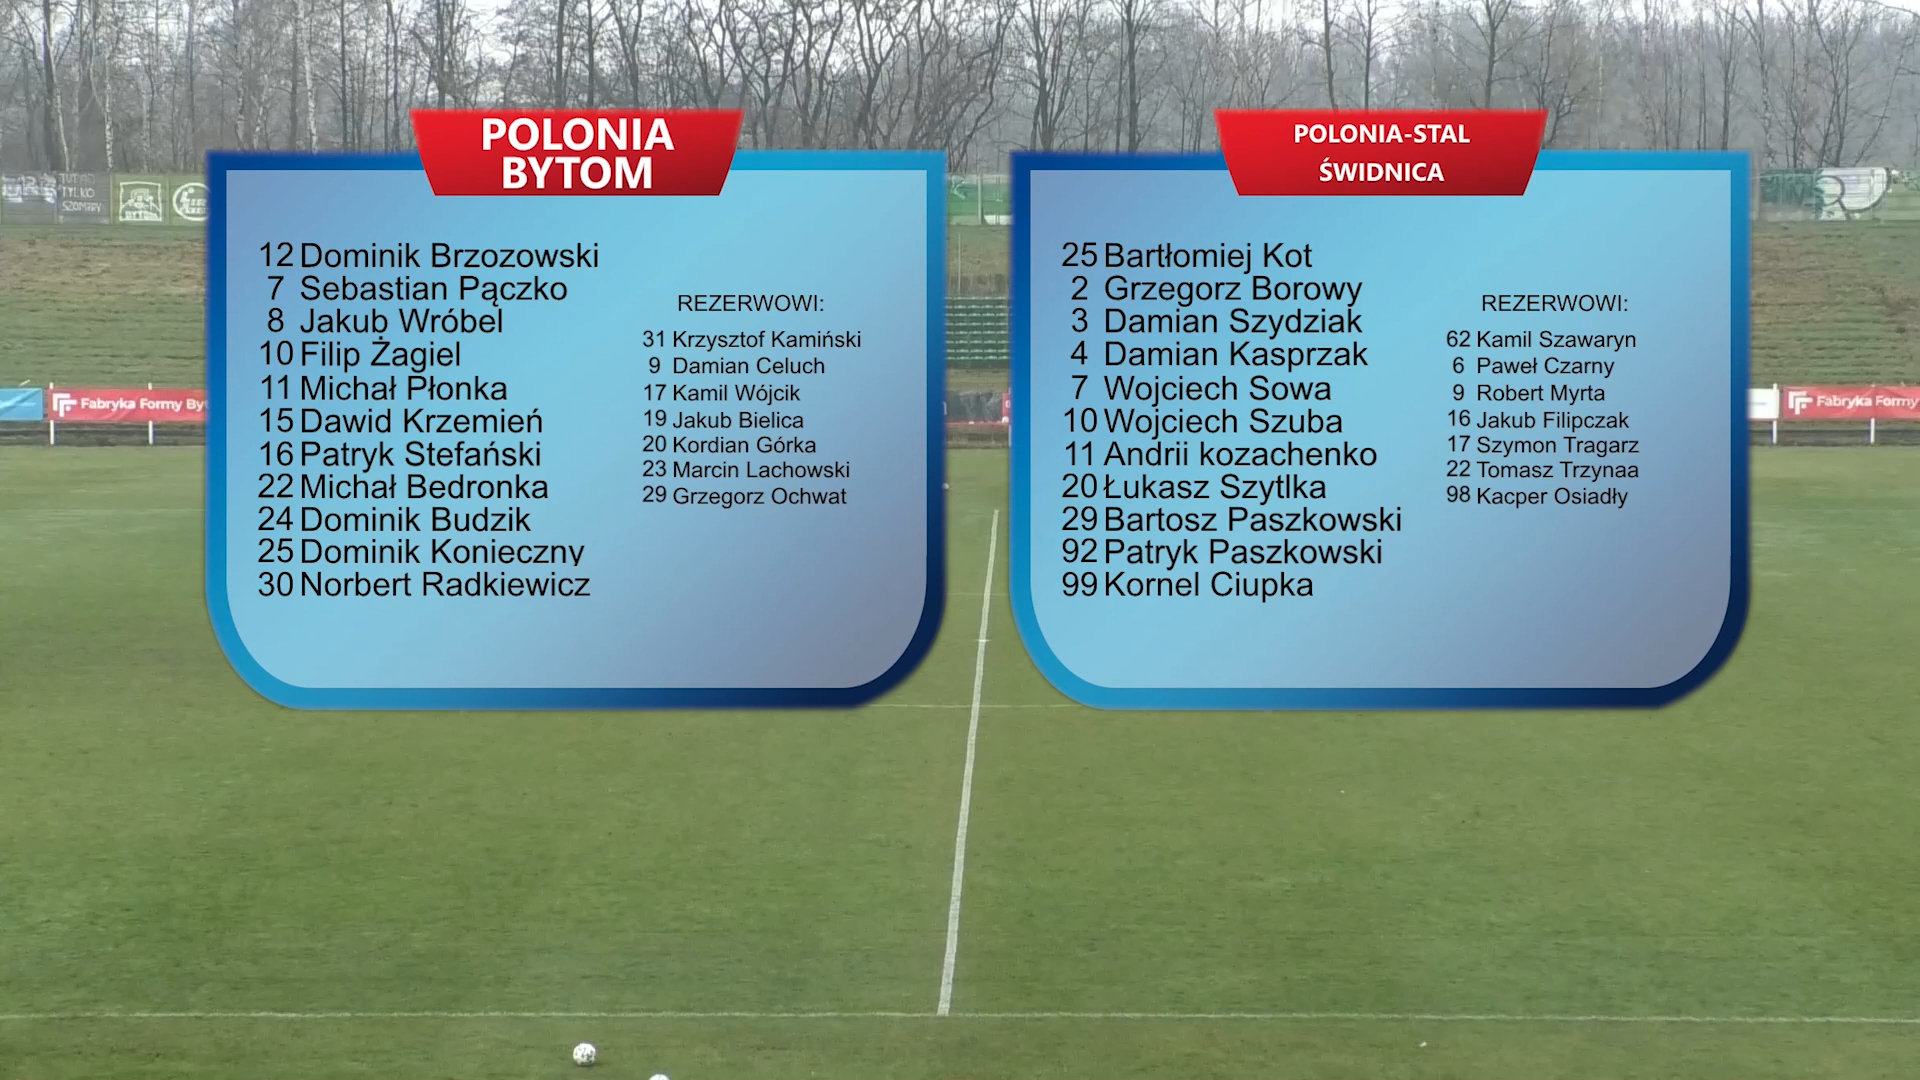 POLONIA
BYTOM
12 Dominik Brzozowski
7 Sebastian Pączko
8 Jakub Wróbel
10 Filip Żagiel
11 Michał Płonka
15 Dawid Krzemień
16 Patryk Stefański
22 Michał Bedronka
24 Dominik Budzik
25 Dominik Konieczny
30 Norbert Radkiewicz
REZERWOWI:
31 Krzysztof Kamiński
9 Damian Celuch
17 Kamil Wójcik
19 Jakub Bielica
20 Kordian Górka
23 Marcin Lachowski
29 Grzegorz Ochwat
POLONIA-STAL
ŚWIDNICA
25 Bartłomiej Kot
2 Grzegorz Borowy
3 Damian Szydziak
4 Damian Kasprzak
7 Wojciech Sowa
10 Wojciech Szuba
11 Andrii kozachenko
20 Łukasz Szytlka
29 Bartosz Paszkowski
92 Patryk Paszkowski
99 Kornel Ciupka
REZERWOWI:
62 Kamil Szawaryn
6 Paweł Czarny
9 Robert Myrta
16 Jakub Filipczak
17 Szymon Tragarz
22 Tomasz Trzynaa
98 Kacper Osiadły
TYLKO
SZOMBRY
BYTOM
Fabryka Formy By
Fabryka Formy